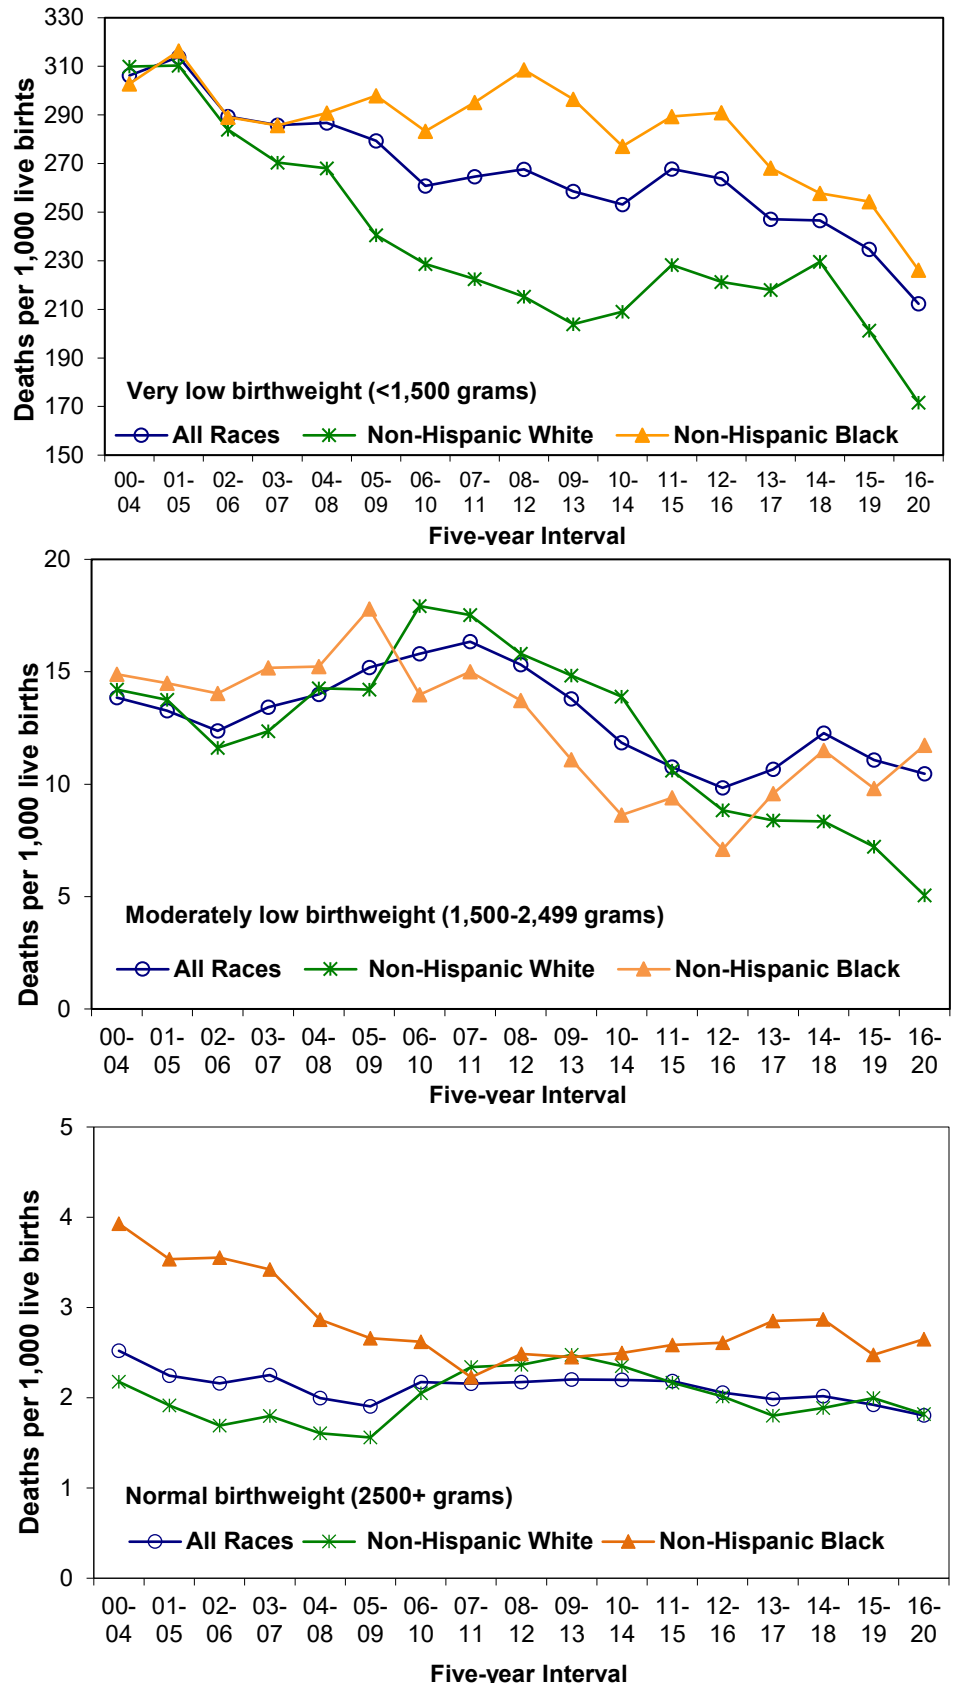 330
310
290
270
250
230
210
190
170
150
Deaths per 1,000 live birhts
Very low birthweight (<1,500 grams)
All Races Non-Hispanic White Non-Hispanic Black
00- 01- 02- 03- 04- 05- 06- 07- 08- 09- 10- 11- 12- 13- 14- 15- 16-
04 05 06 07 08 09 10 11 12 13 14 15 16 17 18 19 20
Five-year Interval
20
15
10
5
0
Deaths per 1,000 live births
Moderately low birthweight (1,500-2,499 grams)
All Races Non-Hispanic White Non-Hispanic Black
00- 01- 02- 03- 04- 05- 06- 07- 08- 09- 10- 11- 12- 13- 14- 15- 16-
04 05 06 07 08 09 10 11 12 13 14 15 16 17 18 19 20
Five-year Interval
5
4
3
2
1
0
Deaths per 1,000 live births
Normal birthweight (2500+ grams)
All Races Non-Hispanic White Non-Hispanic Black
00- 01- 02- 03- 04- 05- 06- 07- 08- 09- 10- 11- 12- 13- 14- 15- 16-
04 05 06 07 08 09 10 11 12 13 14 15 16 17 18 19 20
Five-year Interval